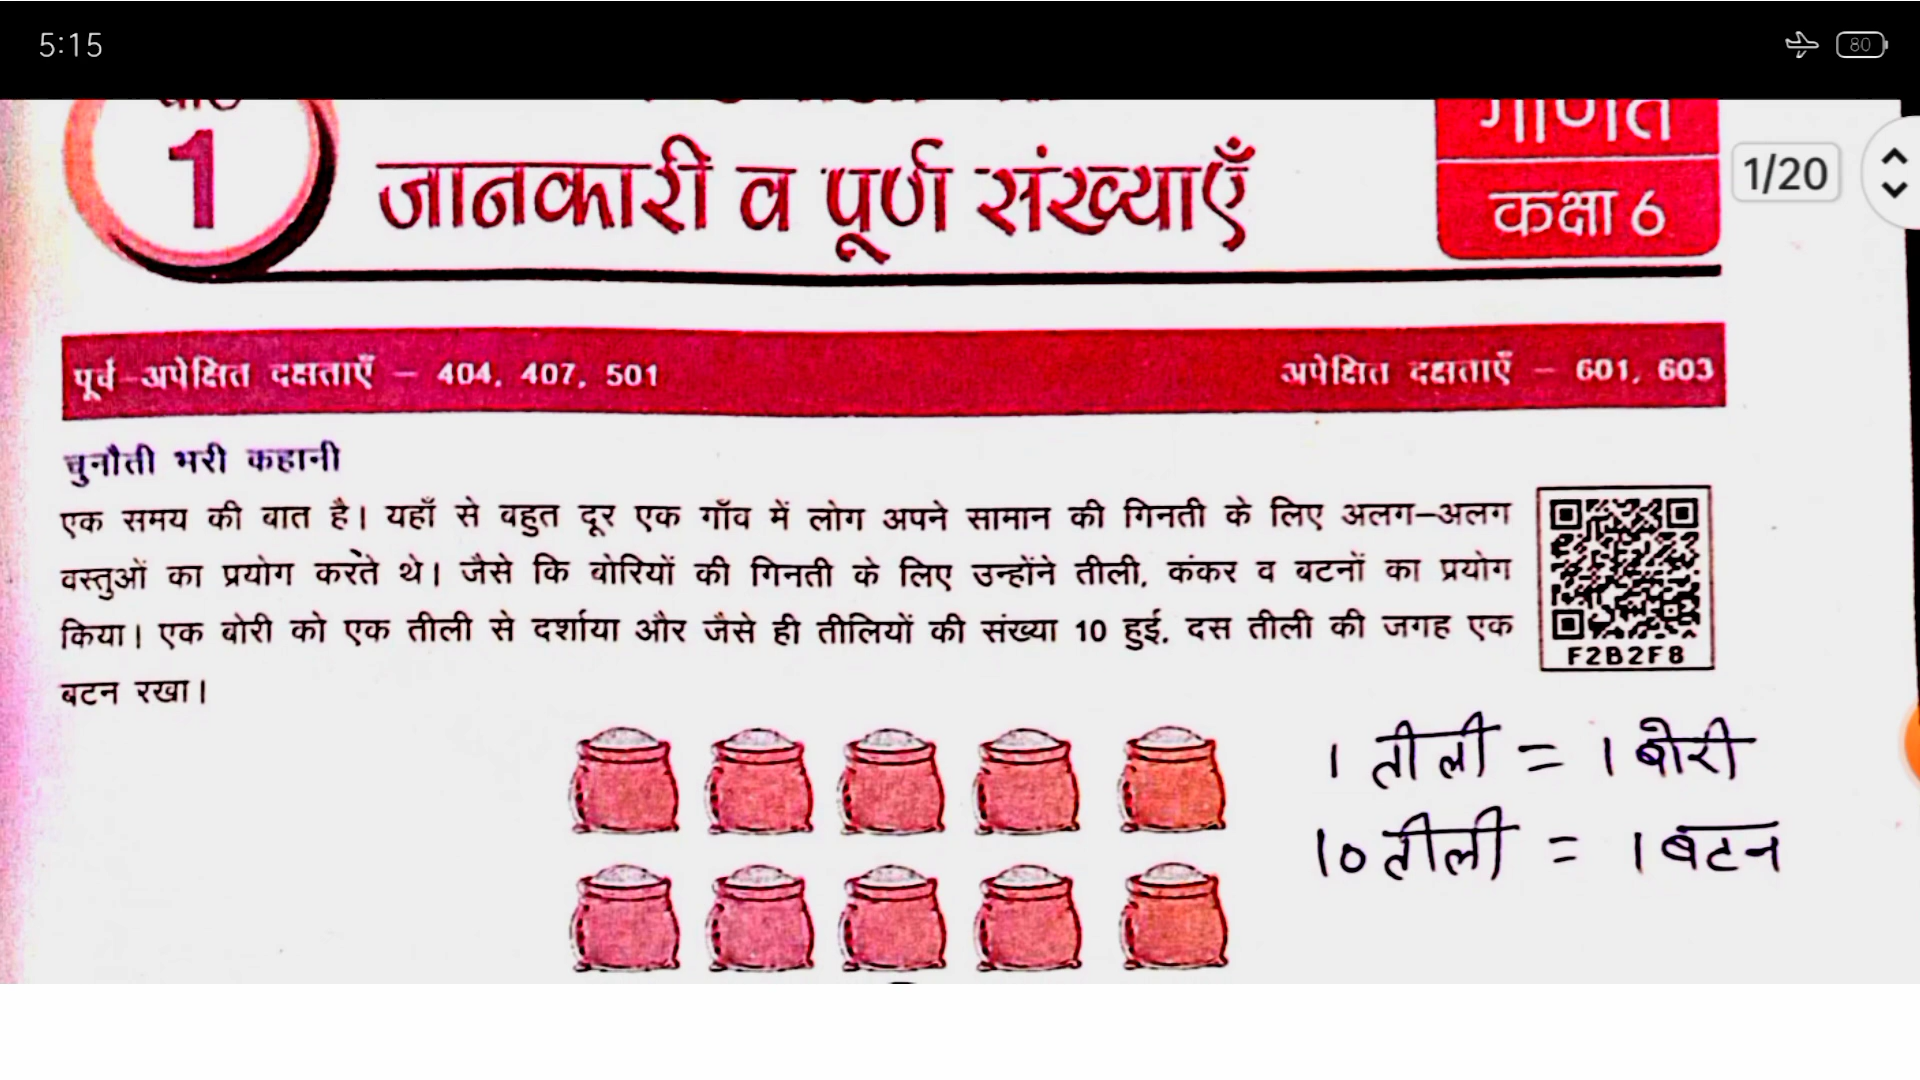 5:15
80
1
जानकारी व पूर्ण संख्याएँ
गणित
कक्षा 6
1/20
पूर्व-अपेक्षित दक्षताएँ – 404, 407, 501
अपेक्षित दक्षताएँ – 601, 603
चुनौती भरी कहानी
एक समय की बात है। यहाँ से बहुत दूर एक गाँव में लोग अपने सामान की गिनती के लिए अलग–अलग
वस्तुओं का प्रयोग करते थे। जैसे कि बोरियों की गिनती के लिए उन्होंने तीली, कंकर व बटनों का प्रयोग
किया। एक बोरी को एक तीली से दर्शाया और जैसे ही तीलियों की संख्या 10 हुई, दस तीली की जगह एक
बटन रखा।
F2B2F8
1 तीली = 1 बोरी
10 तीली = 1 बटन